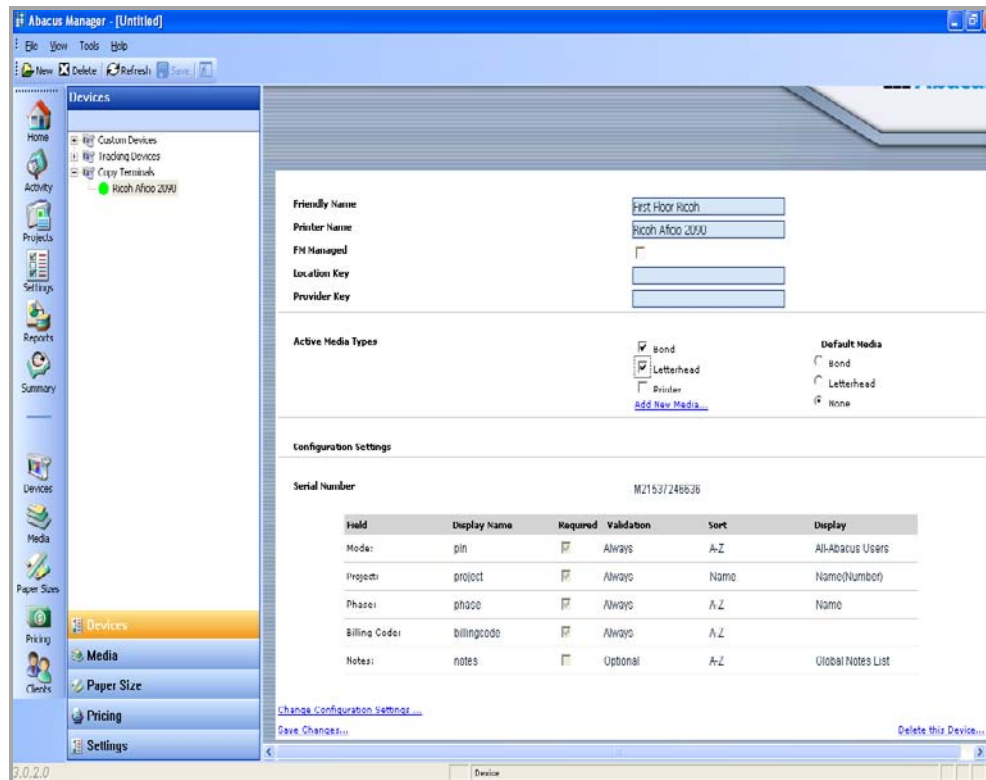 Abacus Manager - [Untitled]
File View Tools Help
New Delete Refresh Save
Devices
Home
Activity
Projects
Settings
Reports
Summary
Devices
Media
Paper Sizes
Pricing
Clients
Custom Devices
Tracking Devices
Copy Terminals
Ricoh Aficio 2090
Devices
Media
Paper Size
Pricing
Settings
Friendly Name First Floor Ricoh
Printer Name Ricoh Aficio 2090
FM Managed
Location Key
Provider Key
Active Media Types
Bond
Letterhead
Printer
Add New Media...
Default Media
Bond
Letterhead
None
Configuration Settings
Serial Number M21537246636
Field Display Name Required Validation Sort Display
Mode: pin Always A-Z All-Abacus Users
Project: project Always Name Name(Number)
Phase: phase Always A-Z Name
Billing Code: billingcode Always A-Z
Notes: notes Optional A-Z Global Notes List
Change Configuration Settings ...
Save Changes... Delete this Device...
3.0.2.0 Device